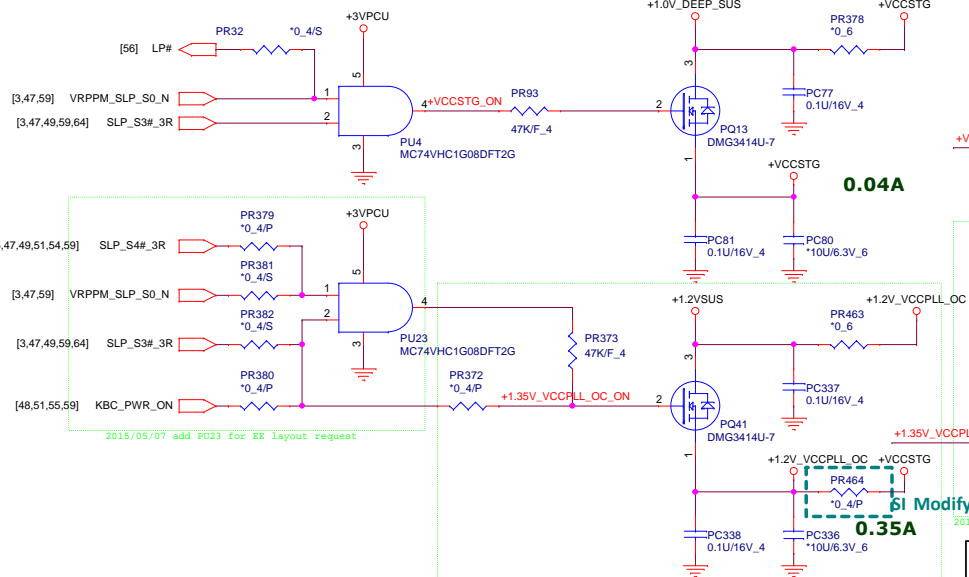 +3VPCU
+1.0V_DEEP_SUS
+VCCSTG
PR32
*0_4/S
[56] LP#
PR378
*0_6
5
3
[3,47,59] VRPPM_SLP_S0_N
1
4
+VCCSTG_ON
PR93
2
PC77
0.1U/16V_4
[3,47,49,59,64] SLP_S3#_3R
2
47K/F_4
PQ13
DMG3414U-7
PU4
MC74VHC1G08DFT2G
3
1
+VCCSTG
0.04A
PR379
*0_4/P
+3VPCU
,47,49,51,54,59] SLP_S4#_3R
PC81
0.1U/16V_4
PC80
*10U/6.3V_6
PR381
*0_4/S
5
[3,47,59] VRPPM_SLP_S0_N
1
4
+1.2VSUS
+1.2V_VCCPLL_OC
PR382
*0_4/S
2
PR463
*0_6
[3,47,49,59,64] SLP_S3#_3R
PU23
MC74VHC1G08DFT2G
3
PR373
47K/F_4
3
PR380
*0_4/P
PR372
*0_4/P
PC337
0.1U/16V_4
[48,51,55,59] KBC_PWR_ON
+1.35V_VCCPLL_OC_ON
2
PQ41
DMG3414U-7
2015/05/07 add PU23 for EE layout request
+1.35V_VCCPL
1
+1.2V_VCCPLL_OC
+VCCSTG
PR464
*0_4/P
SI Modify
0.35A
PC338
0.1U/16V_4
PC336
*10U/6.3V_6